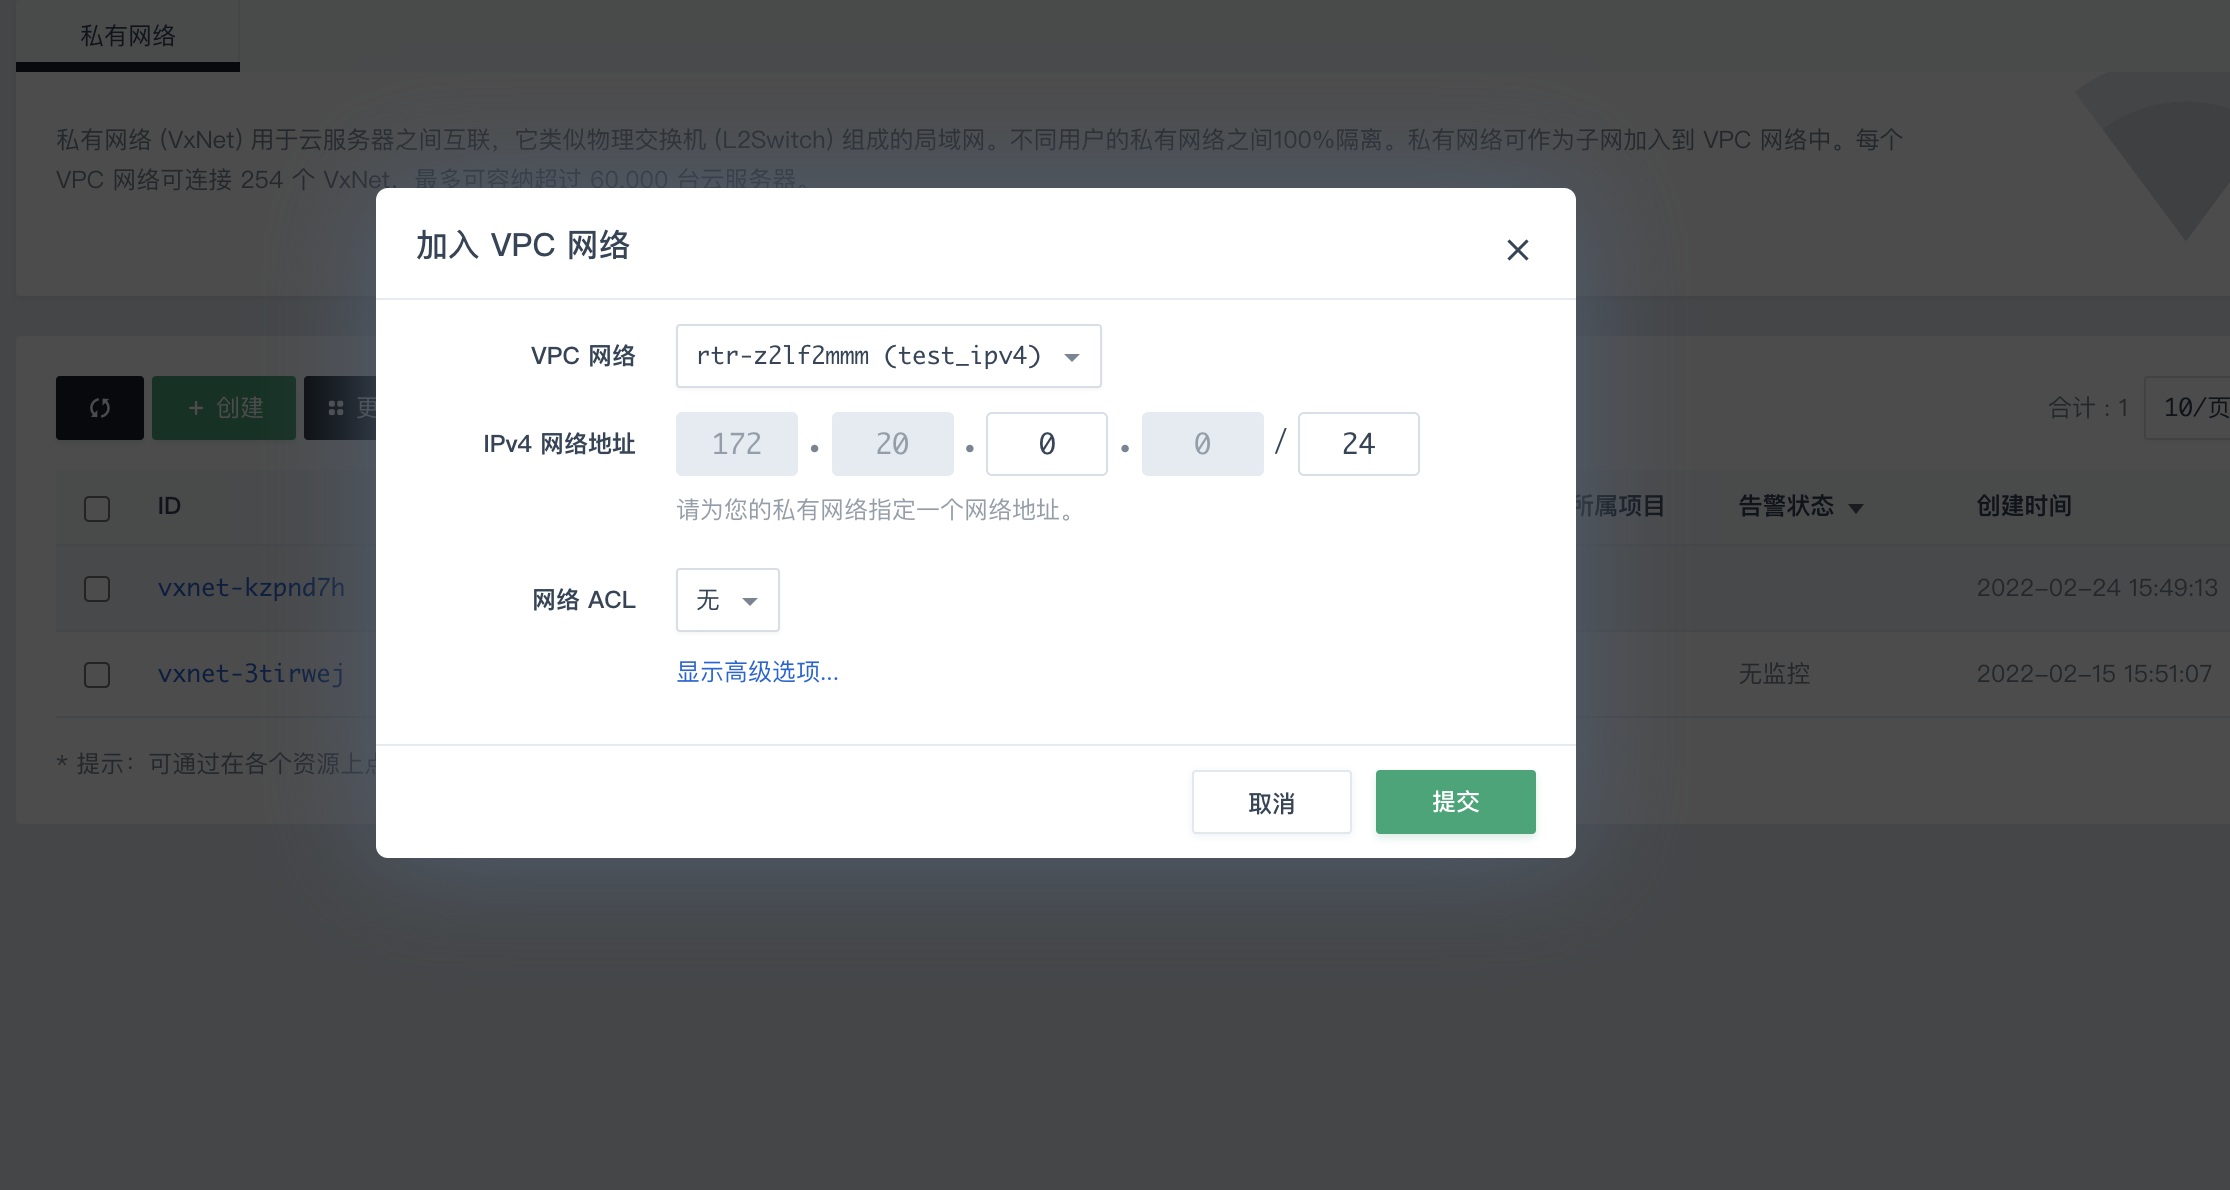 私有网络
私有网络 (VxNet) 用于云服务器之间互联，它类似物理交换机 (L2Switch) 组成的局域网。不同用户的私有网络之间100%隔离。私有网络可作为子网加入到 VPC 网络中。每个
VPC 网络可连接 254 个 VxNet，最多可容纳超过 60,000 台云服务器。
加入 VPC 网络
VPC 网络 rtr-z2lf2mmm (test_ipv4)
IPv4 网络地址 172 . 20 . 0 . 0 / 24
请为您的私有网络指定一个网络地址。
网络 ACL 无
显示高级选项...
取消 提交
+ 创建 更
合计：1 10/页
ID 所属项目 告警状态 创建时间
vxnet-kzpnd7h 2022-02-24 15:49:13
vxnet-3tirwej 无监控 2022-02-15 15:51:07
* 提示：可通过在各个资源上点